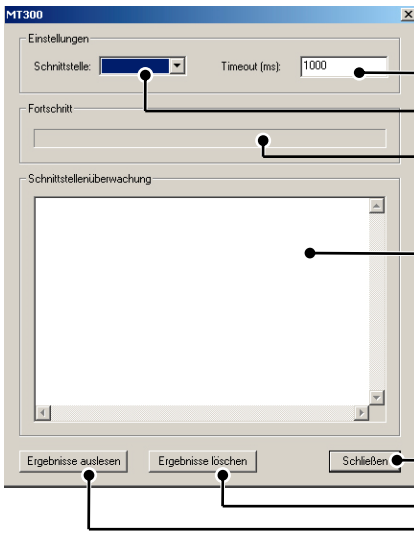 MT300
Einstellungen
Schnittstelle: Timeout (ms): 1000
Fortschritt
Schnittstellenüberwachung
Ergebnisse auslesen Ergebnisse löschen Schließen